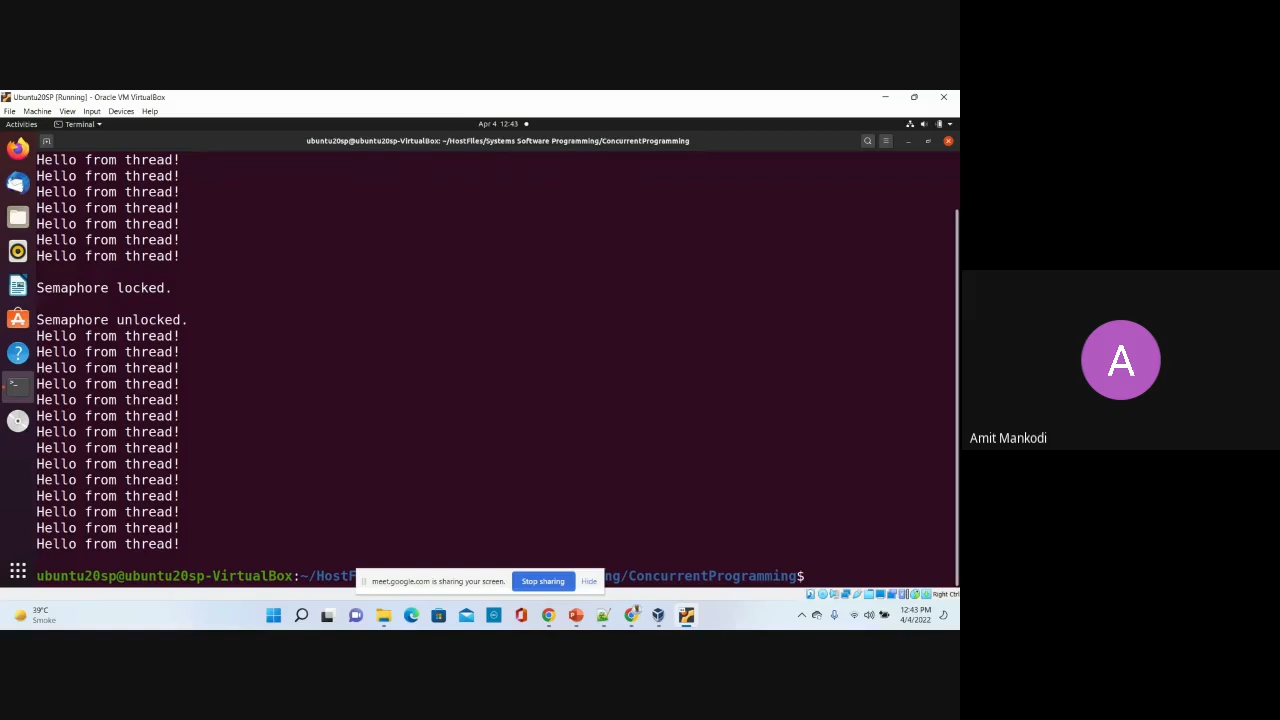 Ubuntu20SP [Running] - Oracle VM VirtualBox
File Machine View Input Devices Help
Activities Terminal Apr 4 12:43
ubuntu20sp@ubuntu20sp-VirtualBox: ~/HostFiles/Systems Software Programming/ConcurrentProgramming
Hello from thread!
Hello from thread!
Hello from thread!
Hello from thread!
Hello from thread!
Hello from thread!
Hello from thread!
Semaphore locked.
Semaphore unlocked.
Hello from thread!
Hello from thread!
Hello from thread!
Hello from thread!
Hello from thread!
Hello from thread!
Hello from thread!
Hello from thread!
Hello from thread!
Hello from thread!
Hello from thread!
Hello from thread!
Hello from thread!
Hello from thread!
ubuntu20sp@ubuntu20sp-VirtualBox:~/HostF ng/ConcurrentProgramming$
meet.google.com is sharing your screen. Stop sharing Hide
Right Ctrl
39°C
Smoke
12:43 PM
4/4/2022
A
Amit Mankodi